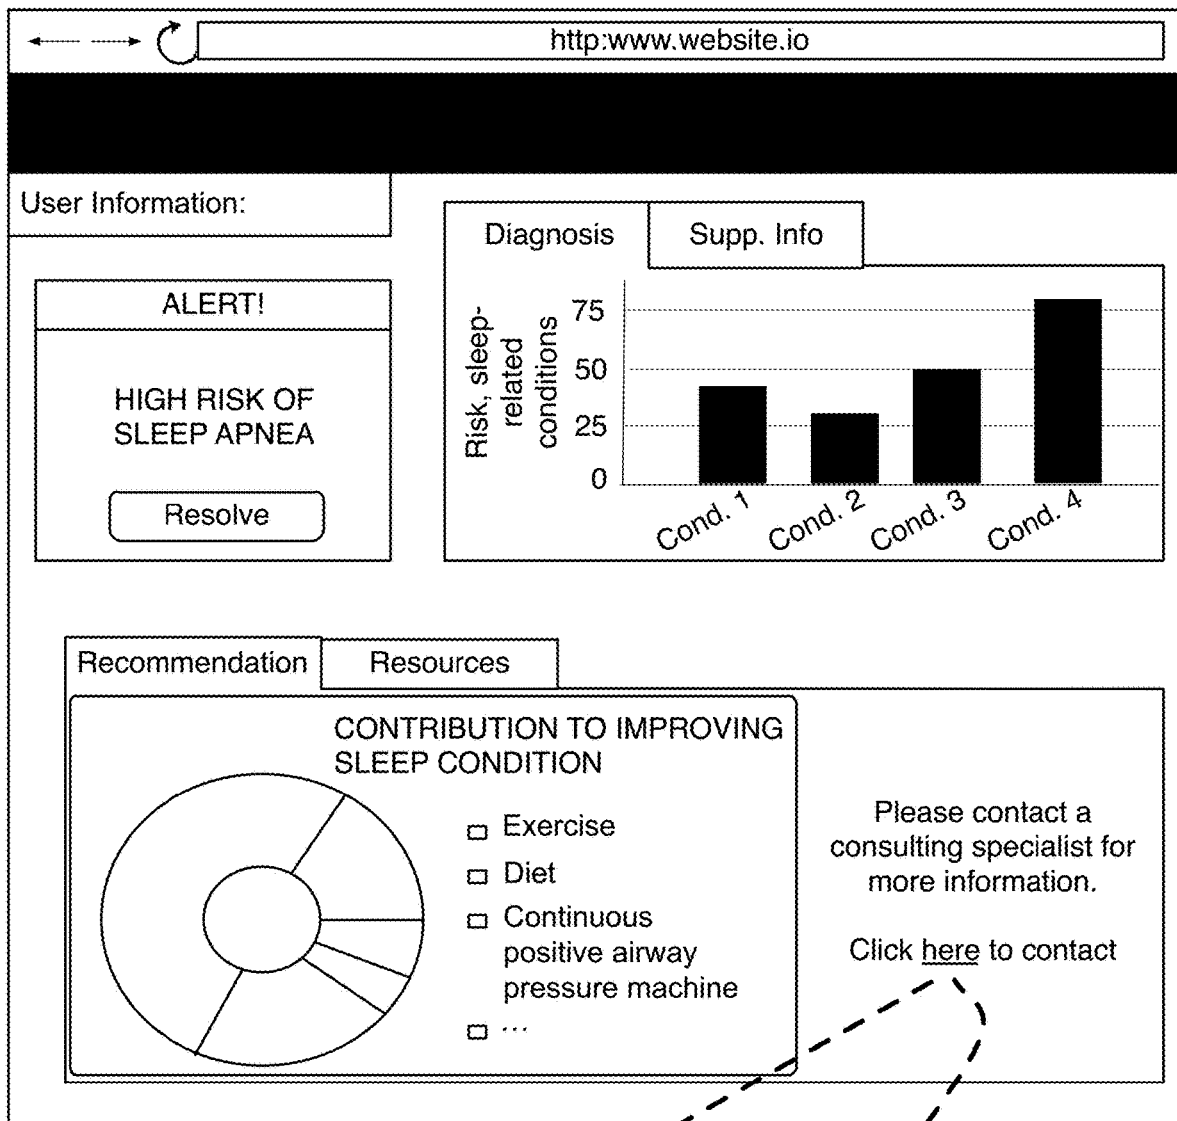 http:www.website.io
User Information:
ALERT!
HIGH RISK OF
SLEEP APNEA
Resolve
Diagnosis
Supp. Info
Risk, sleep-
related
conditions
75
50
25
0
Cond. 1
Cond. 2
Cond. 3
Cond. 4
Recommendation
Resources
CONTRIBUTION TO IMPROVING
SLEEP CONDITION
Exercise
Diet
Continuous
positive airway
pressure machine
...
Please contact a
consulting specialist for
more information.
Click here to contact